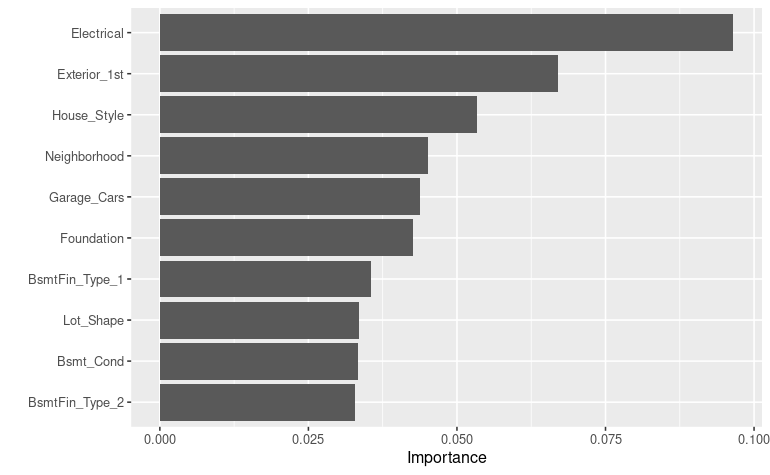 Electrical
Exterior_1st
House_Style
Neighborhood
Garage_Cars
Foundation
BsmtFin_Type_1
Lot_Shape
Bsmt_Cond
BsmtFin_Type_2
0.000 0.025 0.050 0.075 0.100
Importance